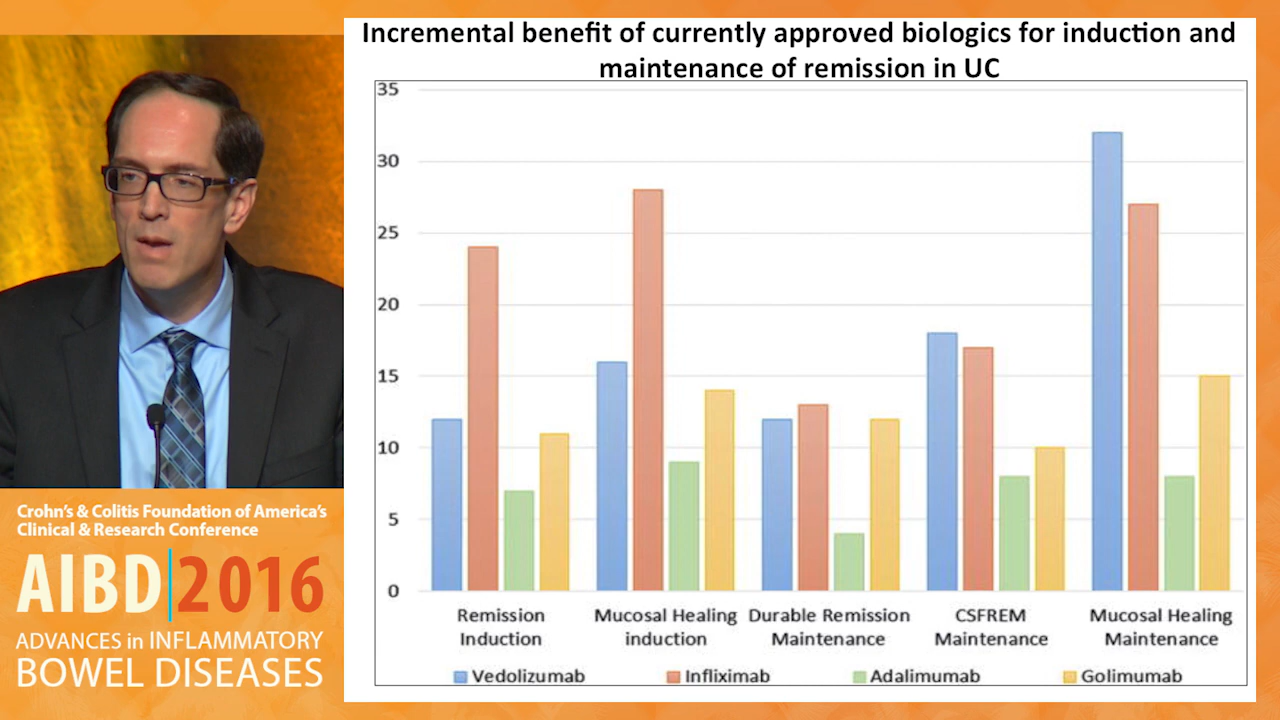 Incremental benefit of currently approved biologics for induction and
maintenance of remission in UC
35
30
25
20
15
10
5
0
Remission
Induction
Mucosal Healing
induction
Durable Remission
Maintenance
CSFREM
Maintenance
Mucosal Healing
Maintenance
Vedolizumab
Infliximab
Adalimumab
Golimumab
Crohn's & Colitis Foundation of America's
Clinical & Research Conference
AIBD|2016
ADVANCES in INFLAMMATORY
BOWEL DISEASES